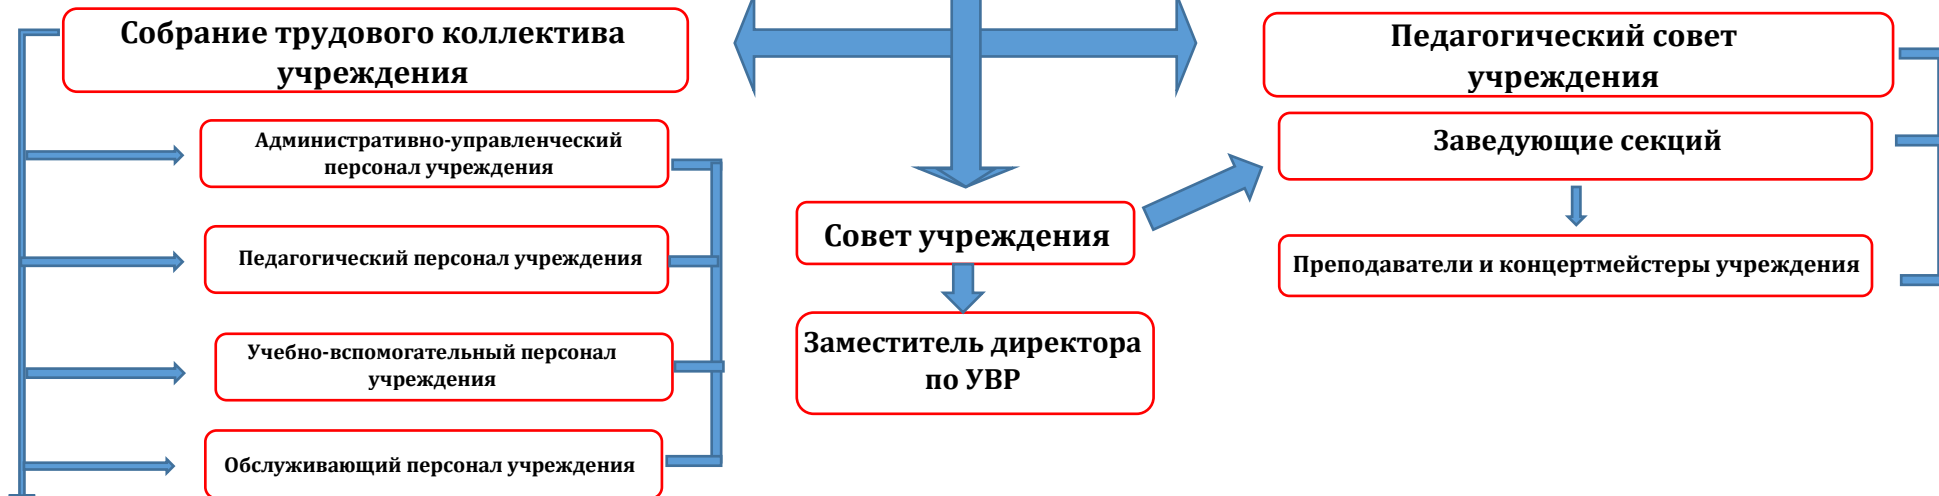 Собрание трудового коллектива
учреждения
Административно-управленческий
персонал учреждения
Педагогический персонал учреждения
Учебно-вспомогательный персонал
учреждения
Обслуживающий персонал учреждения
Совет учреждения
Заместитель директора
по УВР
Педагогический совет
учреждения
Заведующие секций
Преподаватели и концертмейстеры учреждения